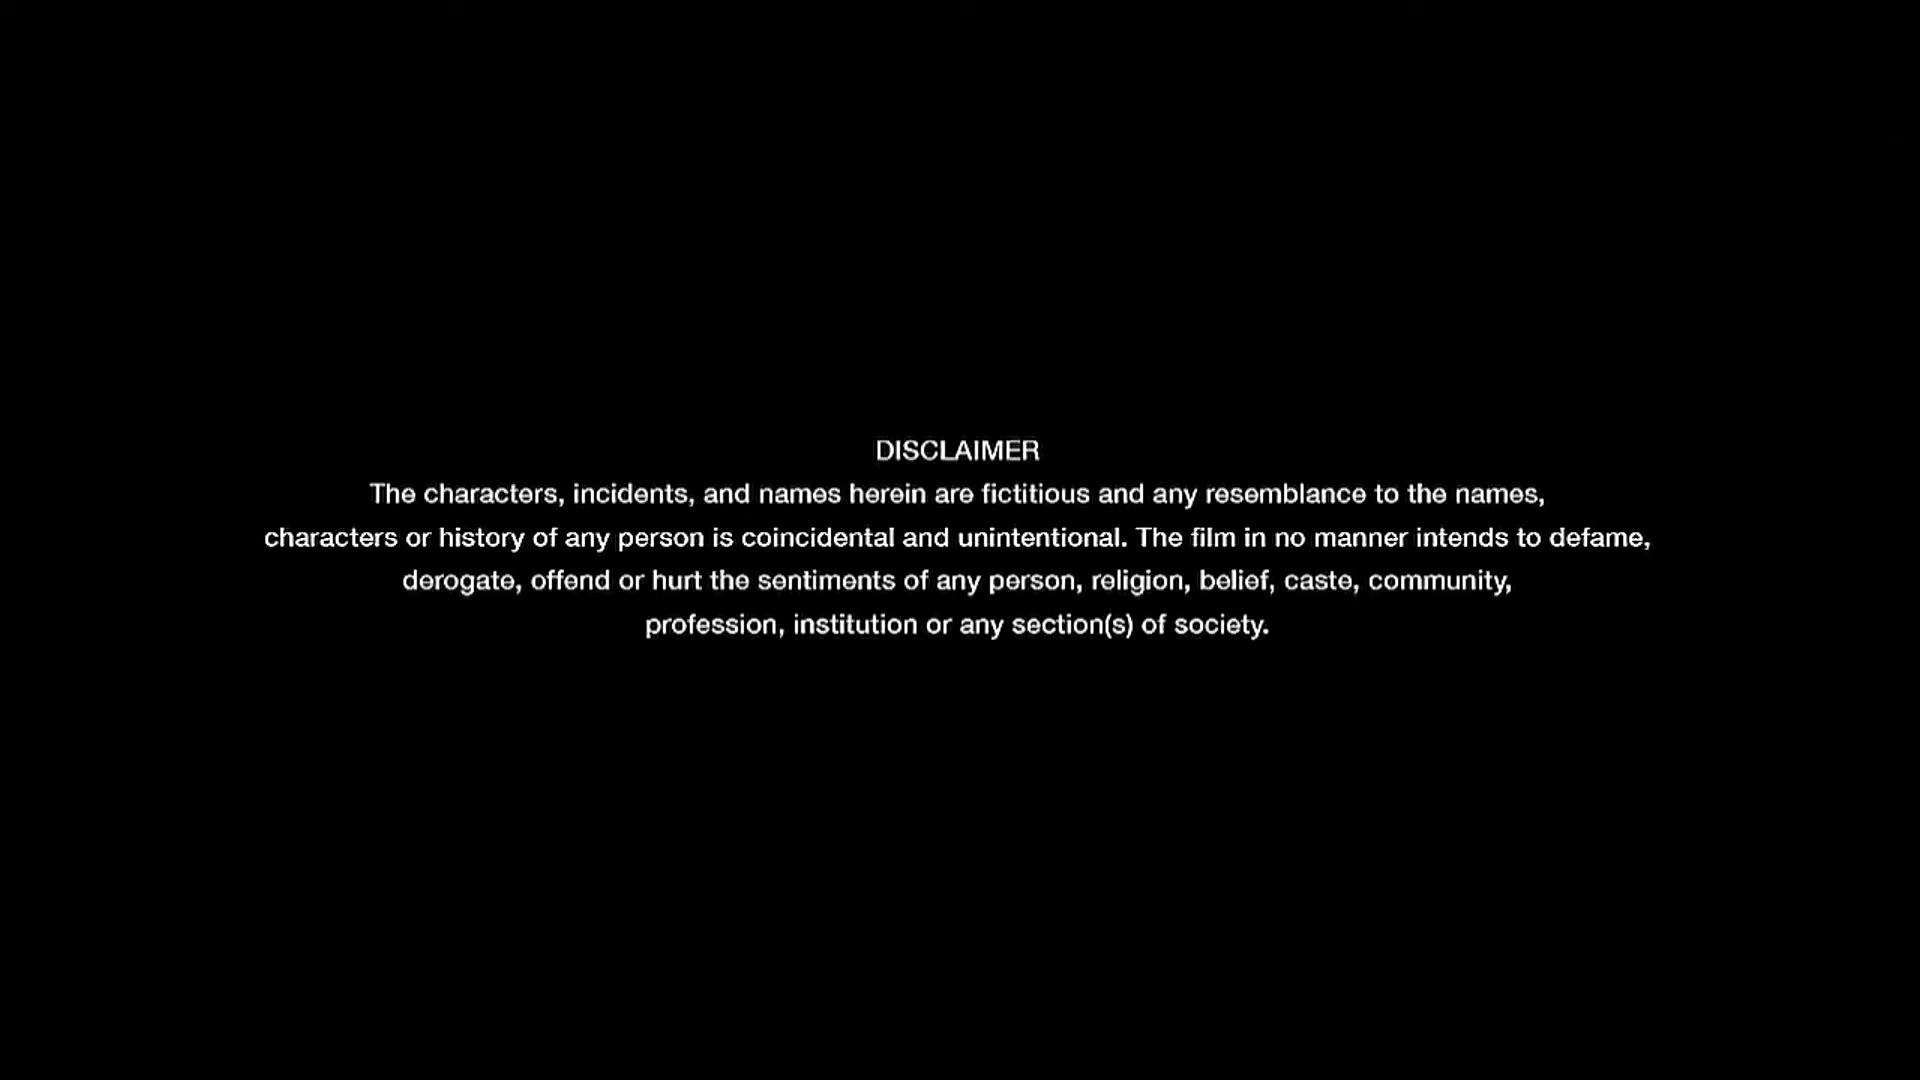 DISCLAIMER
The characters, incidents, and names herein are fictitious and any resemblance to the names,
characters or history of any person is coincidental and unintentional. The film in no manner intends to defame,
derogate, offend or hurt the sentiments of any person, religion, belief, caste, community,
profession, institution or any section(s) of society.